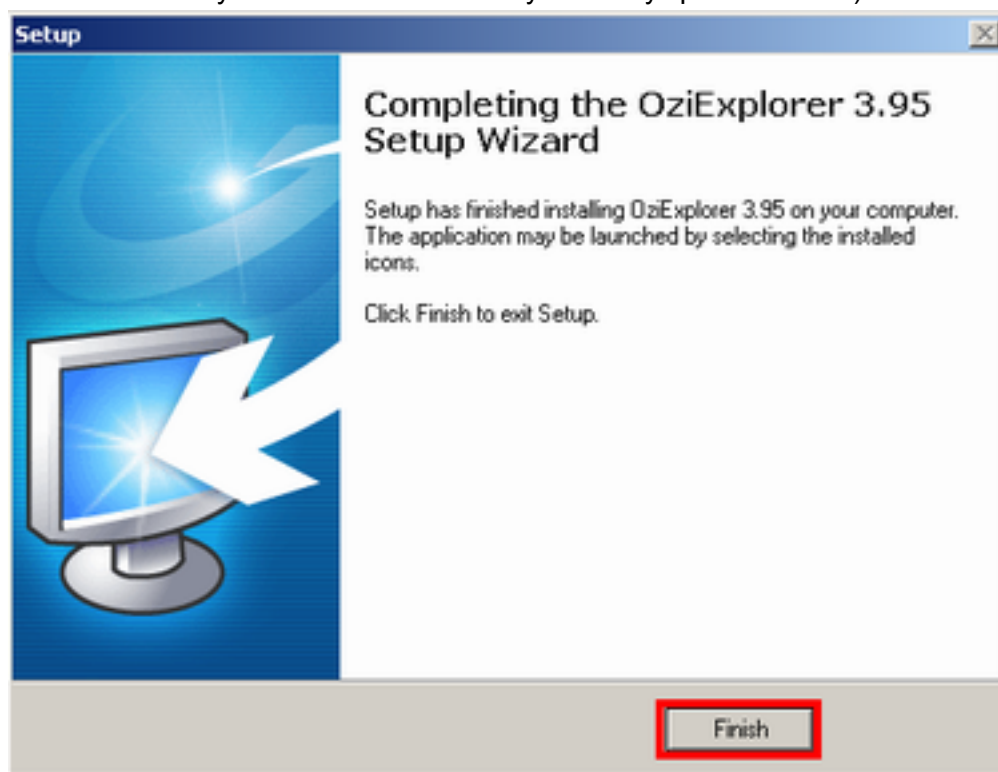 Setup
Completing the OziExplorer 3.95
Setup Wizard
Setup has finished installing OziExplorer 3.95 on your computer.
The application may be launched by selecting the installed
icons.
Click Finish to exit Setup.
Finish